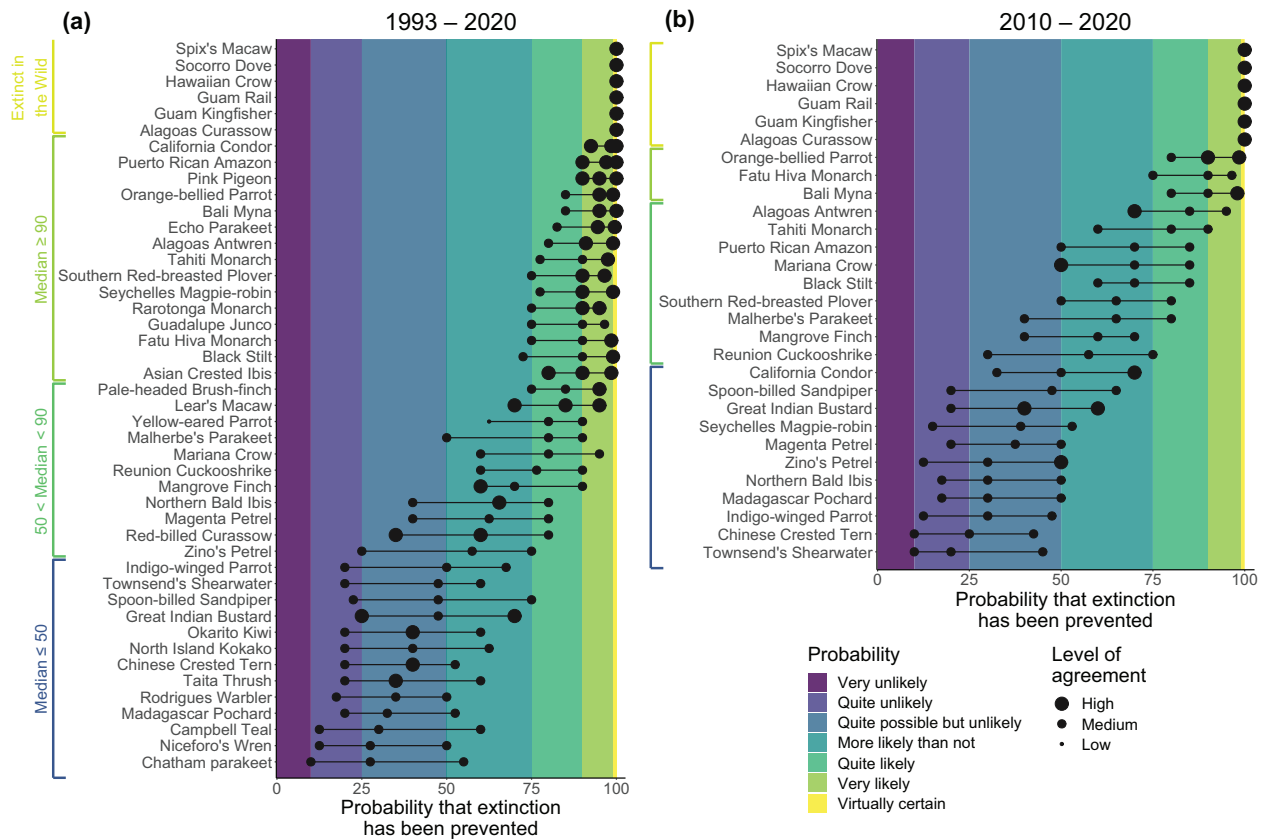 (a)
1993 – 2020
Extinct in
the Wild
Median ≥ 90
50 < Median < 90
Median ≤ 50
Spix's Macaw
Socorro Dove
Hawaiian Crow
Guam Rail
Guam Kingfisher
Alagoas Curassow
California Condor
Puerto Rican Amazon
Pink Pigeon
Orange-bellied Parrot
Bali Myna
Echo Parakeet
Alagoas Antwren
Tahiti Monarch
Southern Red-breasted Plover
Seychelles Magpie-robin
Rarotonga Monarch
Guadalupe Junco
Fatu Hiva Monarch
Black Stilt
Asian Crested Ibis
Pale-headed Brush-finch
Lear's Macaw
Yellow-eared Parrot
Malherbe's Parakeet
Mariana Crow
Reunion Cuckooshrike
Mangrove Finch
Northern Bald Ibis
Magenta Petrel
Red-billed Curassow
Zino's Petrel
Indigo-winged Parrot
Townsend's Shearwater
Spoon-billed Sandpiper
Great Indian Bustard
Okarito Kiwi
North Island Kokako
Chinese Crested Tern
Taita Thrush
Rodrigues Warbler
Madagascar Pochard
Campbell Teal
Niceforo's Wren
Chatham parakeet
0 25 50 75 100
Probability that extinction
has been prevented
(b)
2010 – 2020
Spix's Macaw
Socorro Dove
Hawaiian Crow
Guam Rail
Guam Kingfisher
Alagoas Curassow
Orange-bellied Parrot
Fatu Hiva Monarch
Bali Myna
Alagoas Antwren
Tahiti Monarch
Puerto Rican Amazon
Mariana Crow
Black Stilt
Southern Red-breasted Plover
Malherbe's Parakeet
Mangrove Finch
Reunion Cuckooshrike
California Condor
Spoon-billed Sandpiper
Great Indian Bustard
Seychelles Magpie-robin
Magenta Petrel
Zino's Petrel
Northern Bald Ibis
Madagascar Pochard
Indigo-winged Parrot
Chinese Crested Tern
Townsend's Shearwater
0 25 50 75 100
Probability that extinction
has been prevented
Probability
Very unlikely
Quite unlikely
Quite possible but unlikely
More likely than not
Quite likely
Very likely
Virtually certain
Level of
agreement
High
Medium
Low